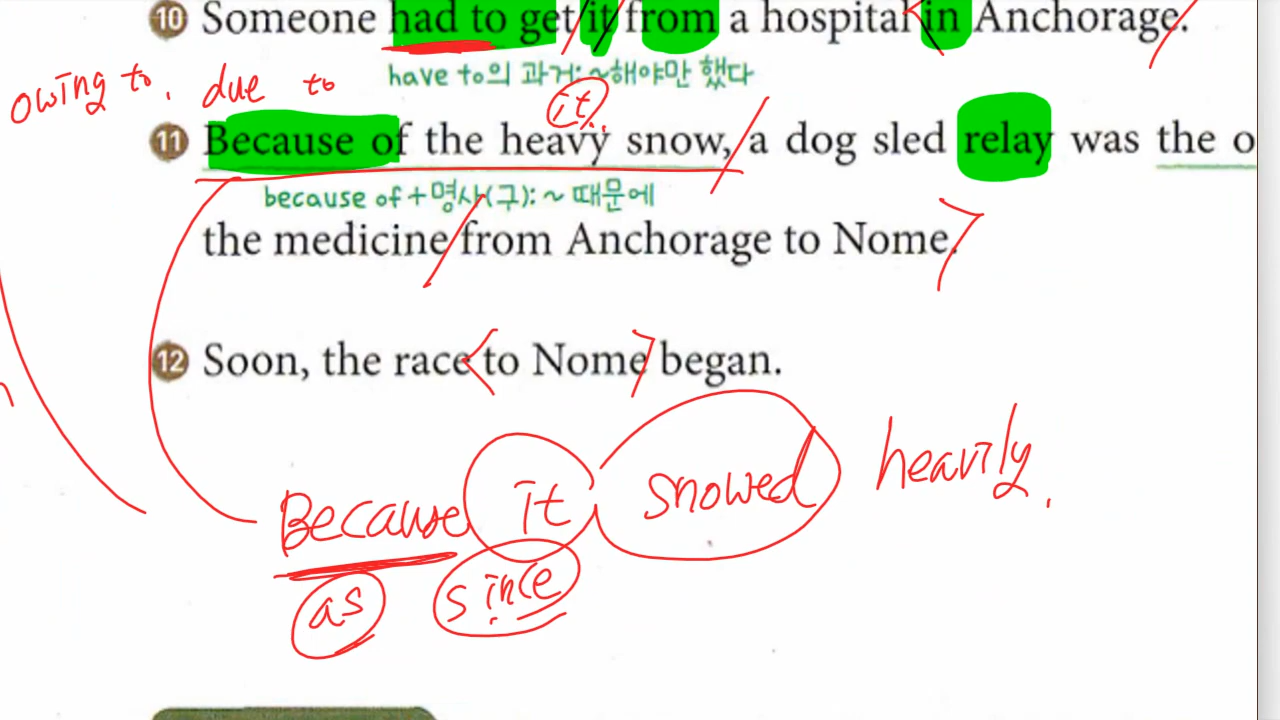 10 Someone had to get it from a hospital in Anchorage.
have to의 과거: ~해야만 했다
owing to, due to
it
11 Because of the heavy snow, a dog sled relay was the o
because of + 명사(구): ~ 때문에
the medicine from Anchorage to Nome.
12 Soon, the race to Nome began.
Because it snowed heavily.
as since